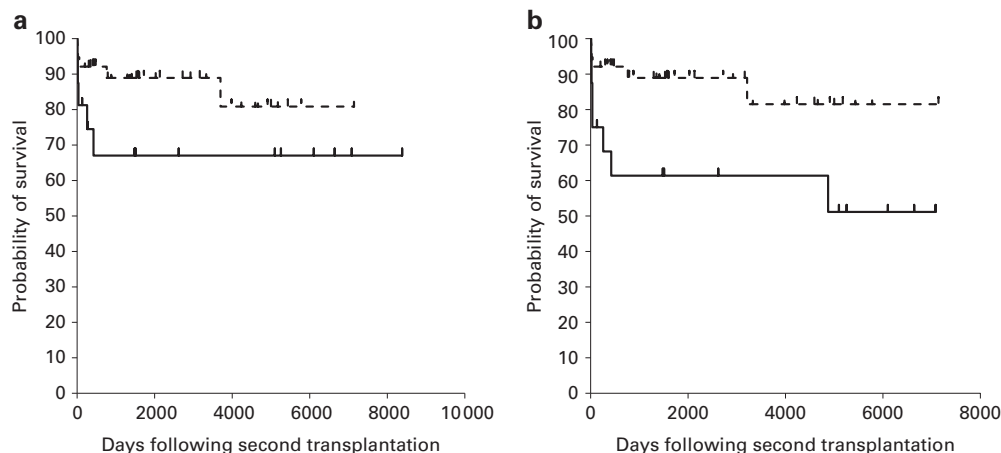 a
100
90
80
70
60
50
40
30
20
10
0
Probability of survival
0 2000 4000 6000 8000 10000
Days following second transplantation
b
100
90
80
70
60
50
40
30
20
10
0
Probability of survival
0 2000 4000 6000 8000
Days following second transplantation